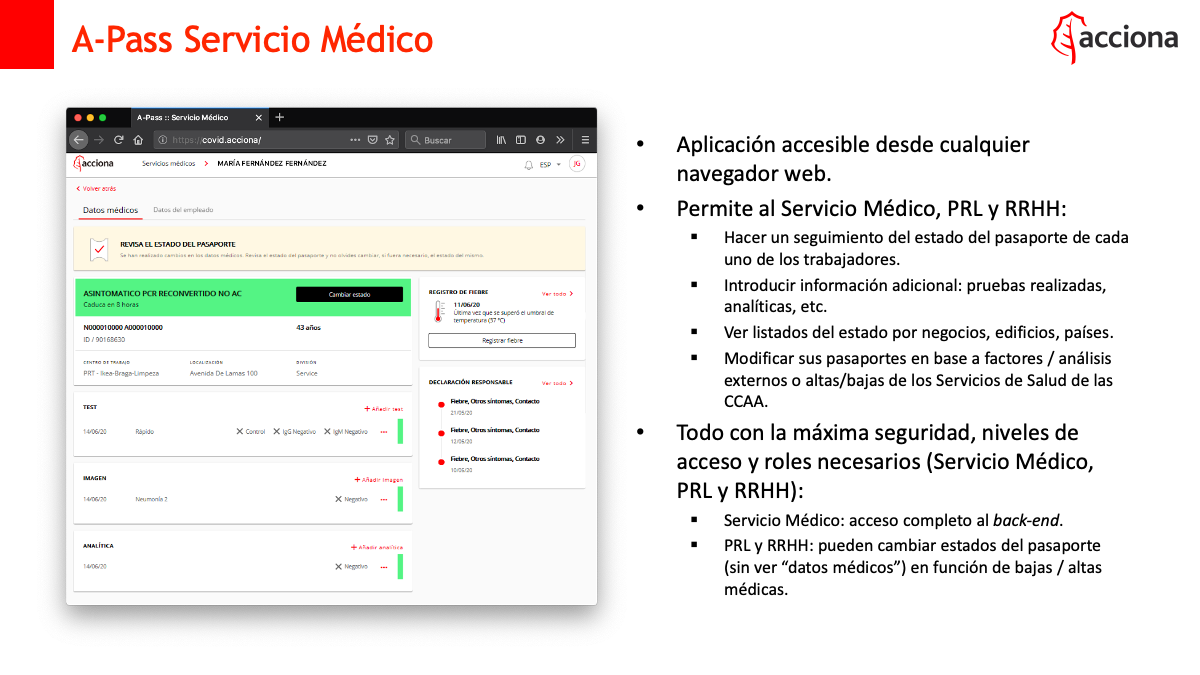 A-Pass Servicio Médico
acciona
A-Pass :: Servicio Médico
https://covid.acciona/
Buscar
acciona
Servicios médicos
MARÍA FERNÁNDEZ FERNÁNDEZ
ESP
JG
Volver atrás
Datos médicos
Datos del empleado
REVISA EL ESTADO DEL PASAPORTE
Se han realizado cambios en los datos médicos. Revisa el estado del pasaporte y no olvides cambiar, si fuera necesario, el estado del mismo.
ASINTOMATICO PCR RECONVERTIDO NO AC
Caduca en 8 horas
Cambiar estado
N000010000 A000010000
43 años
ID / 90168630
CENTRO DE TRABAJO
LOCALIZACIÓN
DIVISIÓN
PRT - Ikea-Braga-Limpeza
Avenida De Lamas 100
Service
TEST
+ Añadir test
14/06/20
Rápido
Control
IgG Negativo
IgM Negativo
IMAGEN
+ Añadir imagen
14/06/20
Neumonía 2
Negativo
ANALÍTICA
+ Añadir analítica
14/06/20
Negativo
REGISTRO DE FIEBRE
Ver todo
11/06/20
Última vez que se superó el umbral de
temperatura (37 ºC)
Registrar fiebre
DECLARACIÓN RESPONSABLE
Ver todo
Fiebre, Otros síntomas, Contacto
21/05/20
Fiebre, Otros síntomas, Contacto
12/05/20
Fiebre, Otros síntomas, Contacto
10/05/20
• Aplicación accesible desde cualquier
navegador web.
• Permite al Servicio Médico, PRL y RRHH:
▪ Hacer un seguimiento del estado del pasaporte de cada
uno de los trabajadores.
▪ Introducir información adicional: pruebas realizadas,
analíticas, etc.
▪ Ver listados del estado por negocios, edificios, países.
▪ Modificar sus pasaportes en base a factores / análisis
externos o altas/bajas de los Servicios de Salud de las
CCAA.
• Todo con la máxima seguridad, niveles de
acceso y roles necesarios (Servicio Médico,
PRL y RRHH):
▪ Servicio Médico: acceso completo al back-end.
▪ PRL y RRHH: pueden cambiar estados del pasaporte
(sin ver “datos médicos”) en función de bajas / altas
médicas.